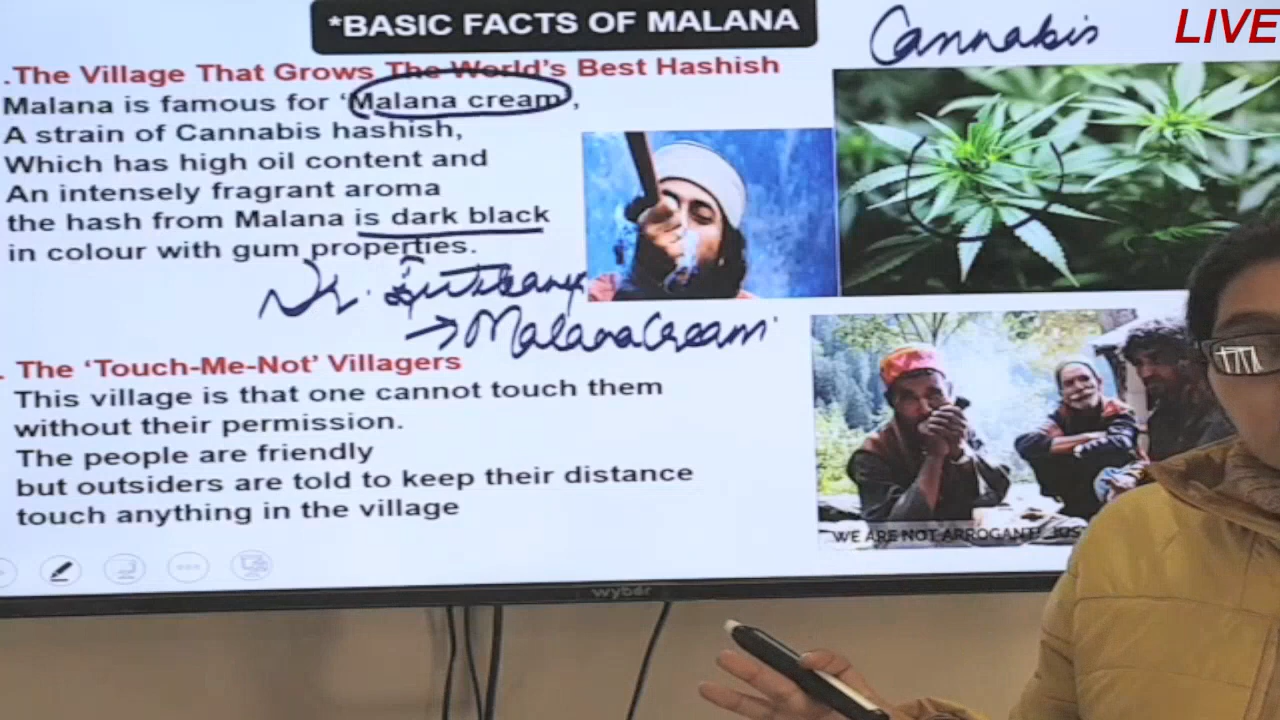 *BASIC FACTS OF MALANA
Cannabis
LIVE
.The Village That Grows The World's Best Hashish
Malana is famous for 'Malana cream',
A strain of Cannabis hashish,
Which has high oil content and
An intensely fragrant aroma
the hash from Malana is dark black
in colour with gum properties.
→ Malana Cream
. The 'Touch-Me-Not' Villagers
This village is that one cannot touch them
without their permission.
The people are friendly
but outsiders are told to keep their distance
touch anything in the village
WE ARE NOT ARROGANT! JUS
wyber